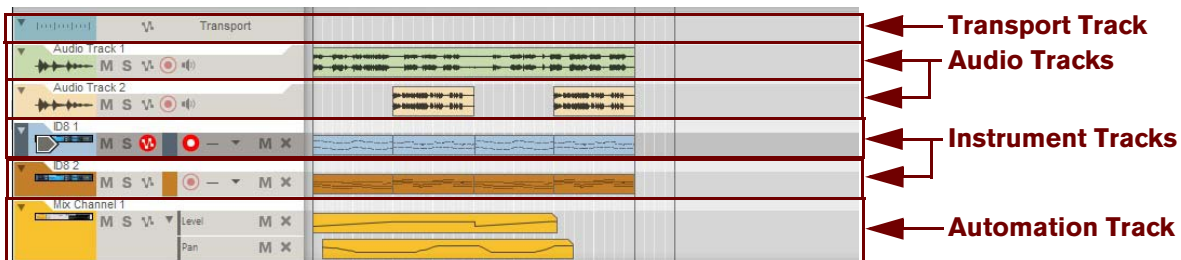 Transport
Transport Track
Audio Track 1
M S
Audio Tracks
Audio Track 2
M S
ID8 1
M S M
Instrument Tracks
ID8 2
M S M
Mix Channel 1
M S Level M
Automation Track
Pan M